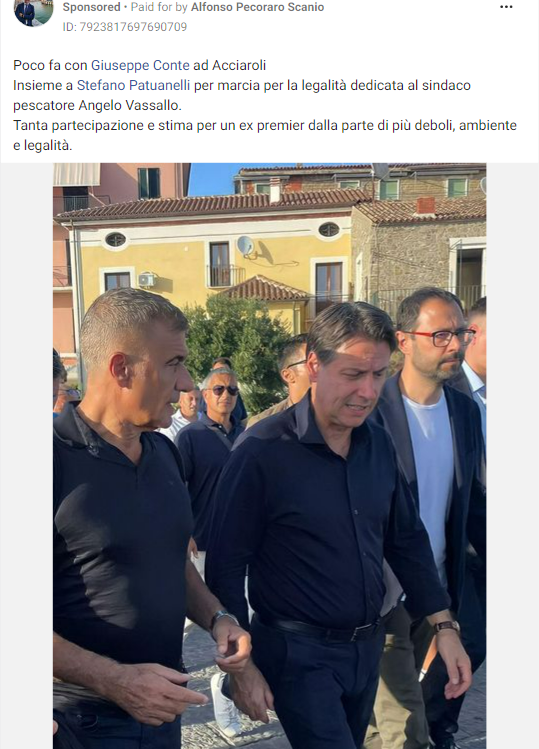 Sponsored • Paid for by Alfonso Pecoraro Scanio
ID: 7923817697690709
Poco fa con Giuseppe Conte ad Acciaroli
Insieme a Stefano Patuanelli per marcia per la legalità dedicata al sindaco
pescatore Angelo Vassallo.
Tanta partecipazione e stima per un ex premier dalla parte di più deboli, ambiente
e legalità.